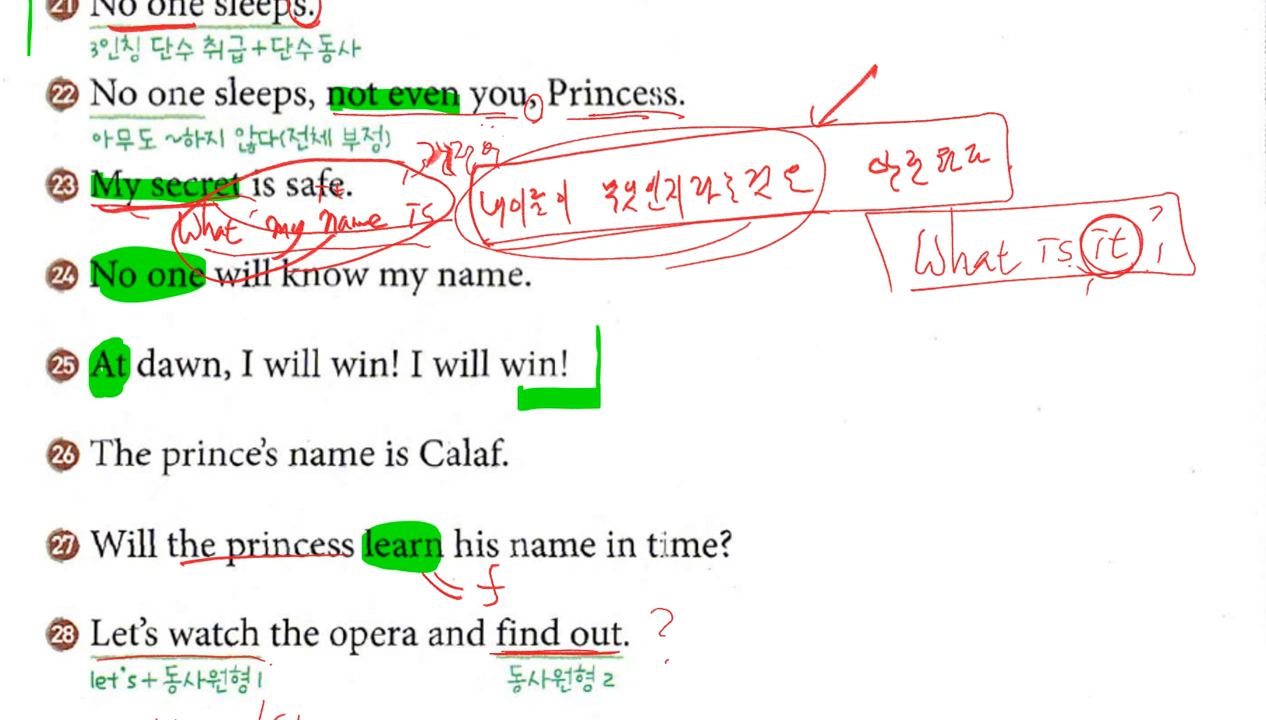 21 No one sleeps.
3인칭 단수 취급+단수동사
22 No one sleeps, not even you, Princess.
아무도 ~하지 않다(전체 부정)
23 My secret is safe.
What my name is
내 이름이 무엇인지라는 것은
What is it?
24 No one will know my name.
25 At dawn, I will win! I will win!
26 The prince's name is Calaf.
27 Will the princess learn his name in time?
28 Let's watch the opera and find out. ?
let's+동사원형1
동사원형2